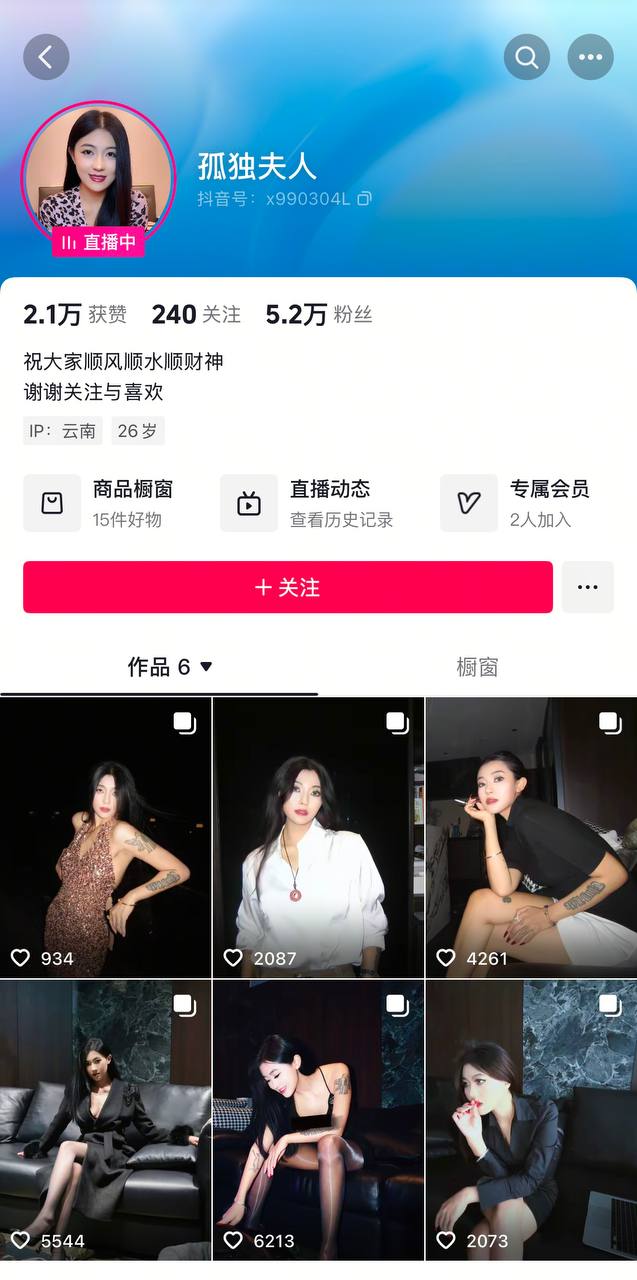 孤独夫人
抖音号：x990304L
直播中
2.1万 获赞 240 关注 5.2万 粉丝
祝大家顺风顺水顺财神
谢谢关注与喜欢
IP：云南 26岁
商品橱窗 直播动态 专属会员
15件好物 查看历史记录 2人加入
+ 关注 ...
作品 6 ▼ 橱窗
934 2087 4261
5544 6213 2073